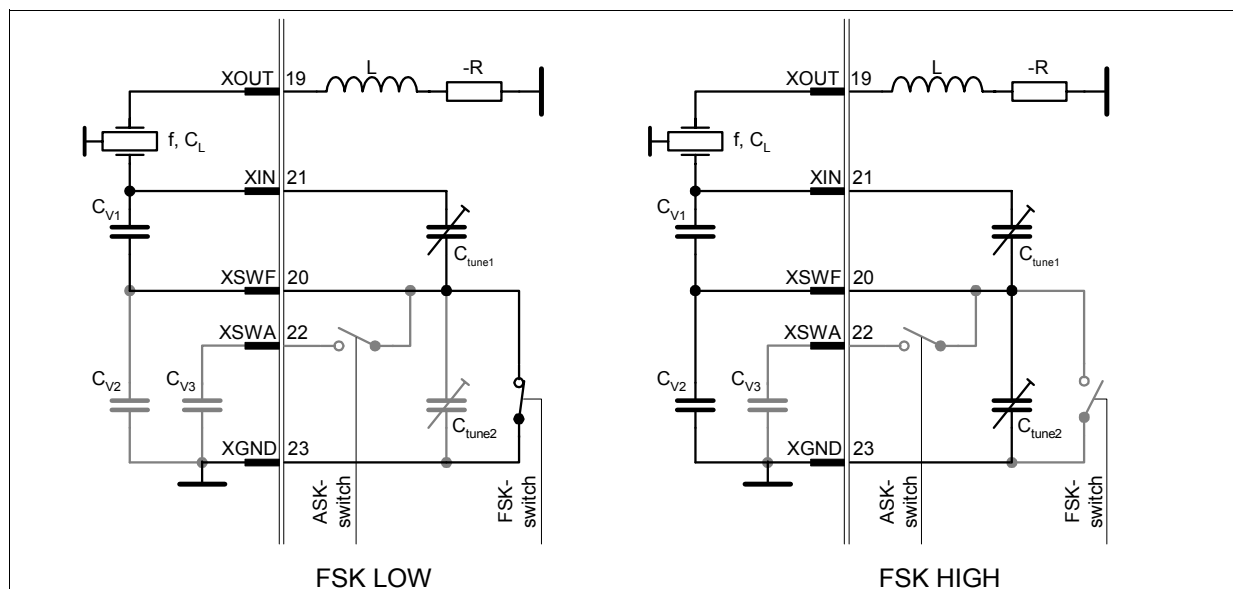 XOUT 19 L -R
f, C_L
XIN 21
C_V1
C_tune1
XSWF 20
XSWA 22
C_V2 C_V3
C_tune2
XGND 23
ASK-
switch
FSK-
switch
FSK LOW
XOUT 19 L -R
f, C_L
XIN 21
C_V1
C_tune1
XSWF 20
XSWA 22
C_V2 C_V3
C_tune2
XGND 23
ASK-
switch
FSK-
switch
FSK HIGH